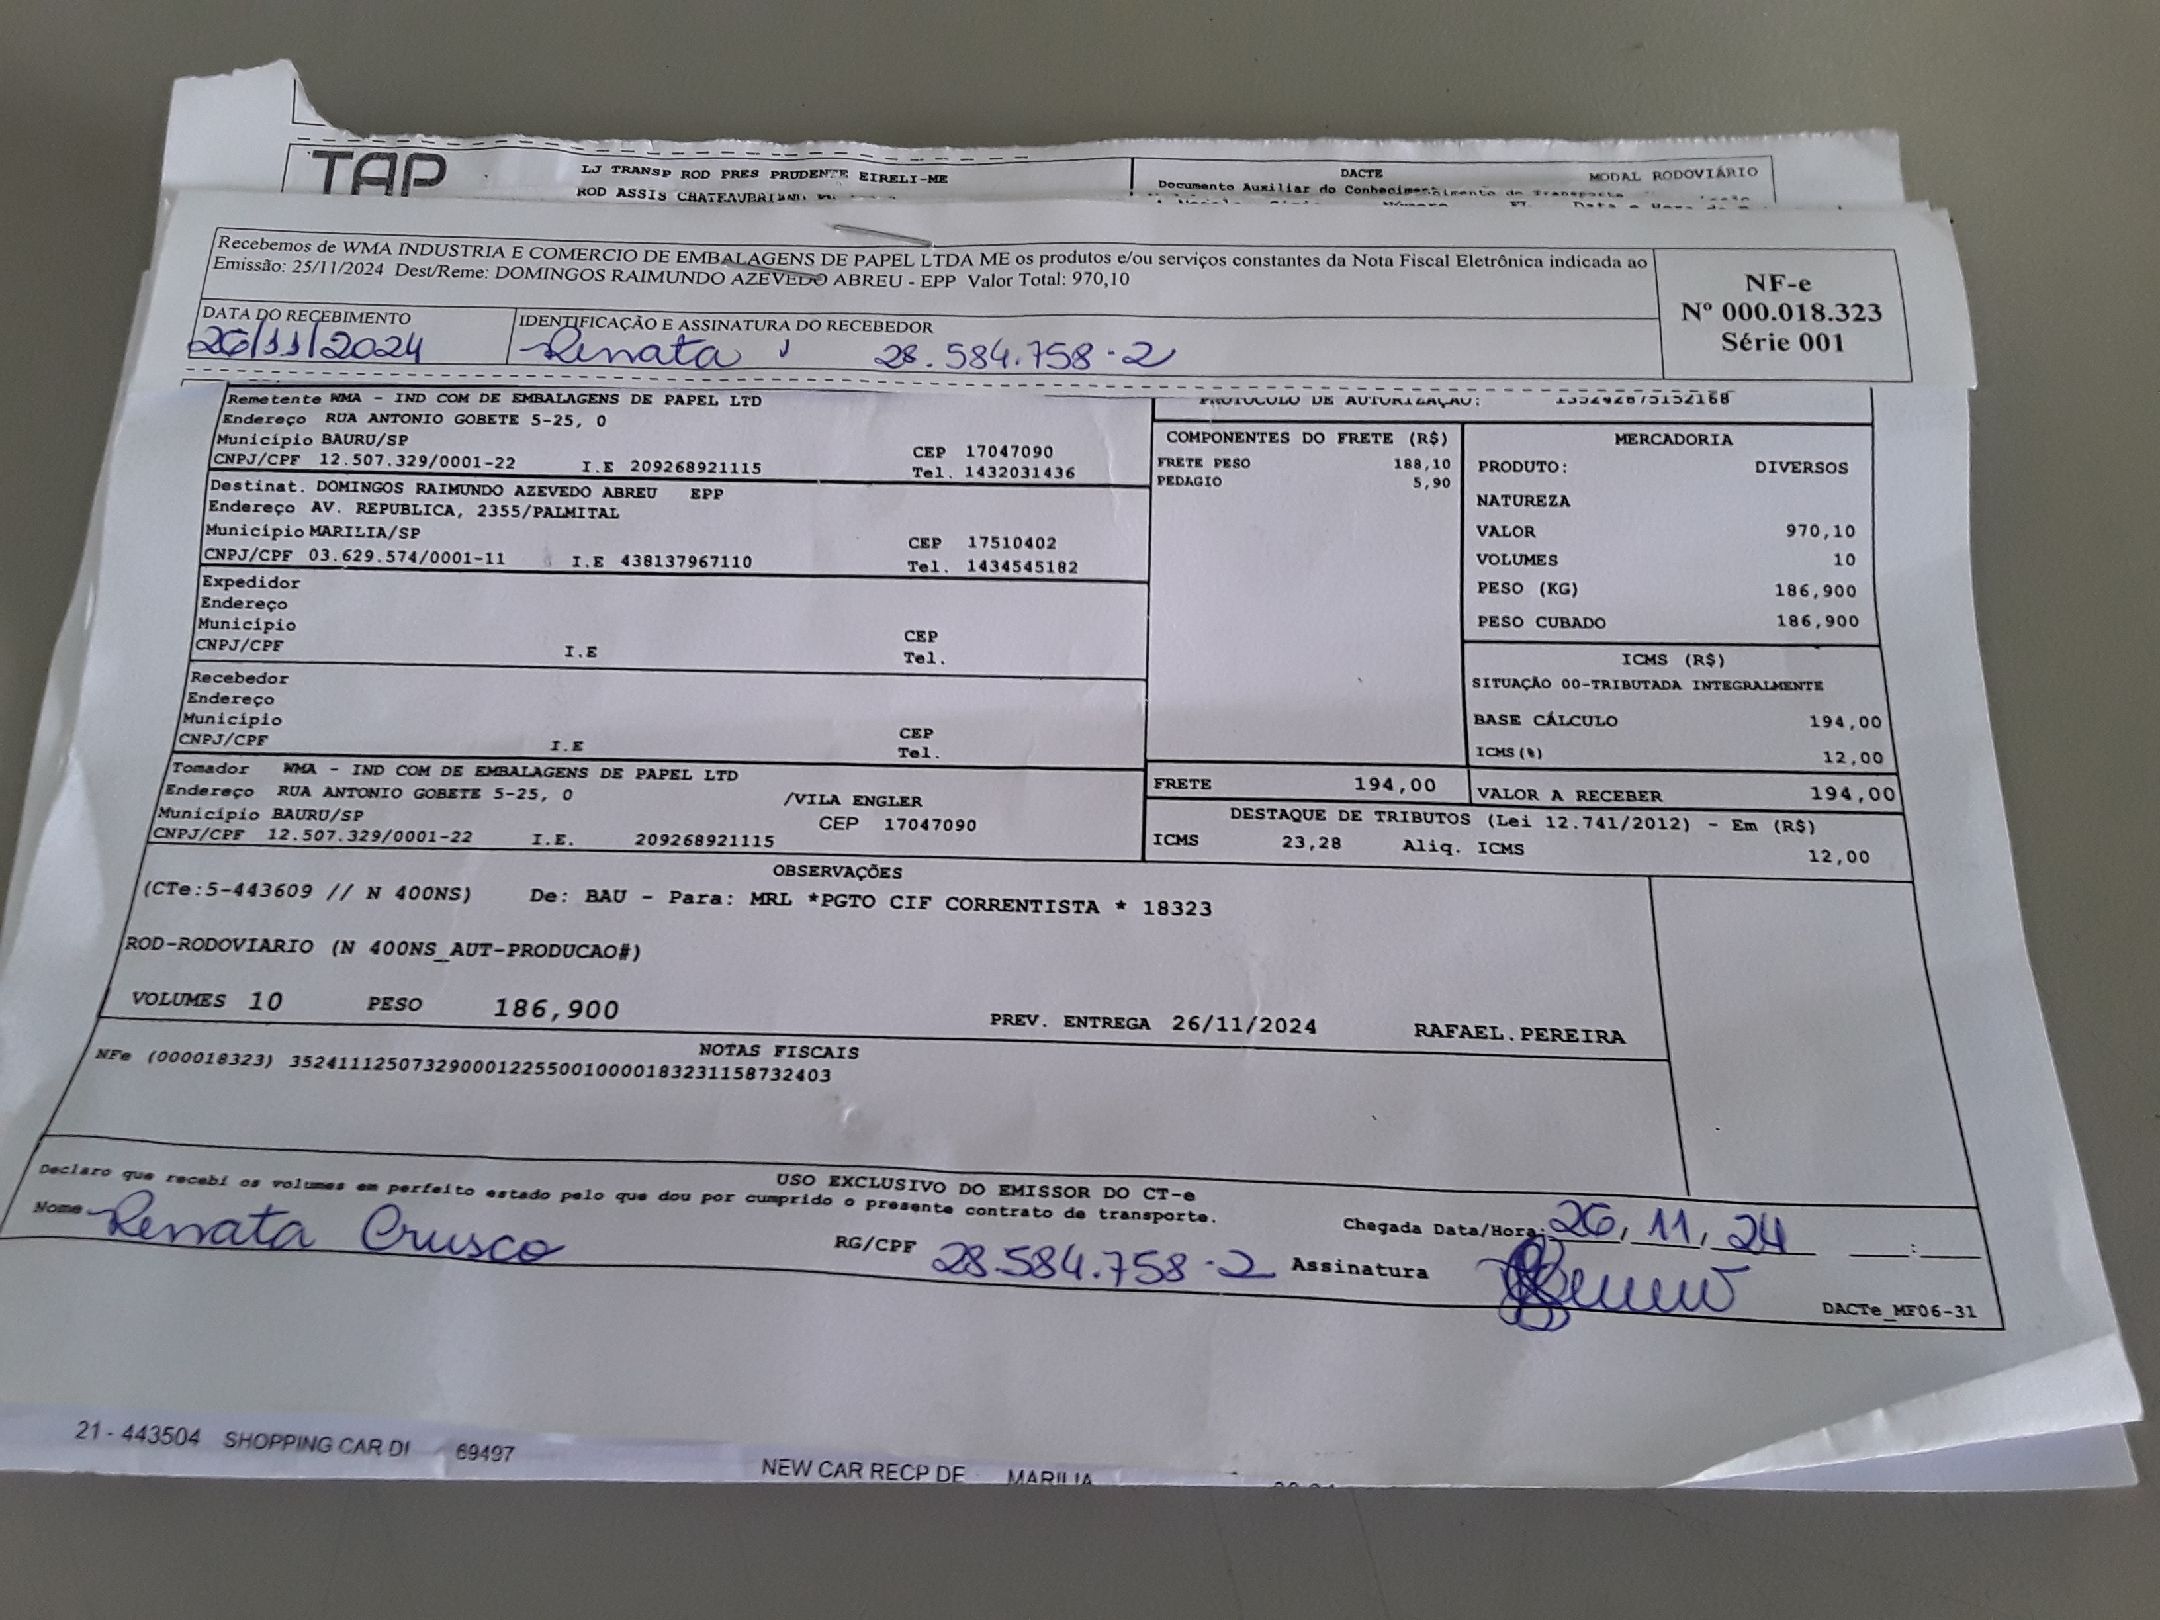 TAP
LJ TRANSP ROD PRES PRUDENTE EIRELI-ME
ROD ASSIS CHATEAUBRIAND
DACTE
MODAL RODOVIÁRIO
Documento Auxiliar do Conhecimento de Transporte
Recebemos de WMA INDUSTRIA E COMERCIO DE EMBALAGENS DE PAPEL LTDA ME os produtos e/ou serviços constantes da Nota Fiscal Eletrônica indicada ao
Emissão: 25/11/2024 Dest/Reme: DOMINGOS RAIMUNDO AZEVEDO ABREU - EPP Valor Total: 970,10
NF-e
Nº 000.018.323
Série 001
DATA DO RECEBIMENTO
26/11/2024
IDENTIFICAÇÃO E ASSINATURA DO RECEBEDOR
Renata 28.584.758-2
Remetente WMA - IND COM DE EMBALAGENS DE PAPEL LTD
Endereço RUA ANTONIO GOBETE 5-25, 0
Município BAURU/SP CEP 17047090
CNPJ/CPF 12.507.329/0001-22 I.E 209268921115 Tel. 1432031436
Destinat. DOMINGOS RAIMUNDO AZEVEDO ABREU EPP
Endereço AV. REPUBLICA, 2355/PALMITAL
Município MARILIA/SP CEP 17510402
CNPJ/CPF 03.629.574/0001-11 I.E 438137967110 Tel. 1434545182
Expedidor
Endereço
Município CEP
CNPJ/CPF I.E Tel.
Recebedor
Endereço
Município CEP
CNPJ/CPF I.E Tel.
Tomador WMA - IND COM DE EMBALAGENS DE PAPEL LTD
Endereço RUA ANTONIO GOBETE 5-25, 0 /VILA ENGLER
Município BAURU/SP CEP 17047090
CNPJ/CPF 12.507.329/0001-22 I.E. 209268921115
PROTOCOLO DE AUTORIZAÇÃO: 135242875152168
COMPONENTES DO FRETE (R$)
FRETE PESO 188,10
PEDAGIO 5,90
MERCADORIA
PRODUTO: DIVERSOS
NATUREZA
VALOR 970,10
VOLUMES 10
PESO (KG) 186,900
PESO CUBADO 186,900
ICMS (R$)
SITUAÇÃO 00-TRIBUTADA INTEGRALMENTE
BASE CÁLCULO 194,00
ICMS(%) 12,00
FRETE 194,00
VALOR A RECEBER 194,00
DESTAQUE DE TRIBUTOS (Lei 12.741/2012) - Em (R$)
ICMS 23,28 Aliq. ICMS 12,00
OBSERVAÇÕES
(CTe:5-443609 // N 400NS) De: BAU - Para: MRL *PGTO CIF CORRENTISTA * 18323
ROD-RODOVIARIO (N 400NS_AUT-PRODUCAO#)
VOLUMES 10 PESO 186,900 PREV. ENTREGA 26/11/2024 RAFAEL.PEREIRA
NOTAS FISCAIS
NFe (000018323) 35241112507329000122550010000183231158732403
USO EXCLUSIVO DO EMISSOR DO CT-e
Declaro que recebi os volumes em perfeito estado pelo que dou por cumprido o presente contrato de transporte.
Chegada Data/Hora: 26, 11, 24 :
Nome Renata Crusco RG/CPF 28.584.758-2 Assinatura
DACTe_MF06-31
21 - 443504 SHOPPING CAR DI 69497
NEW CAR RECP DE MARILIA